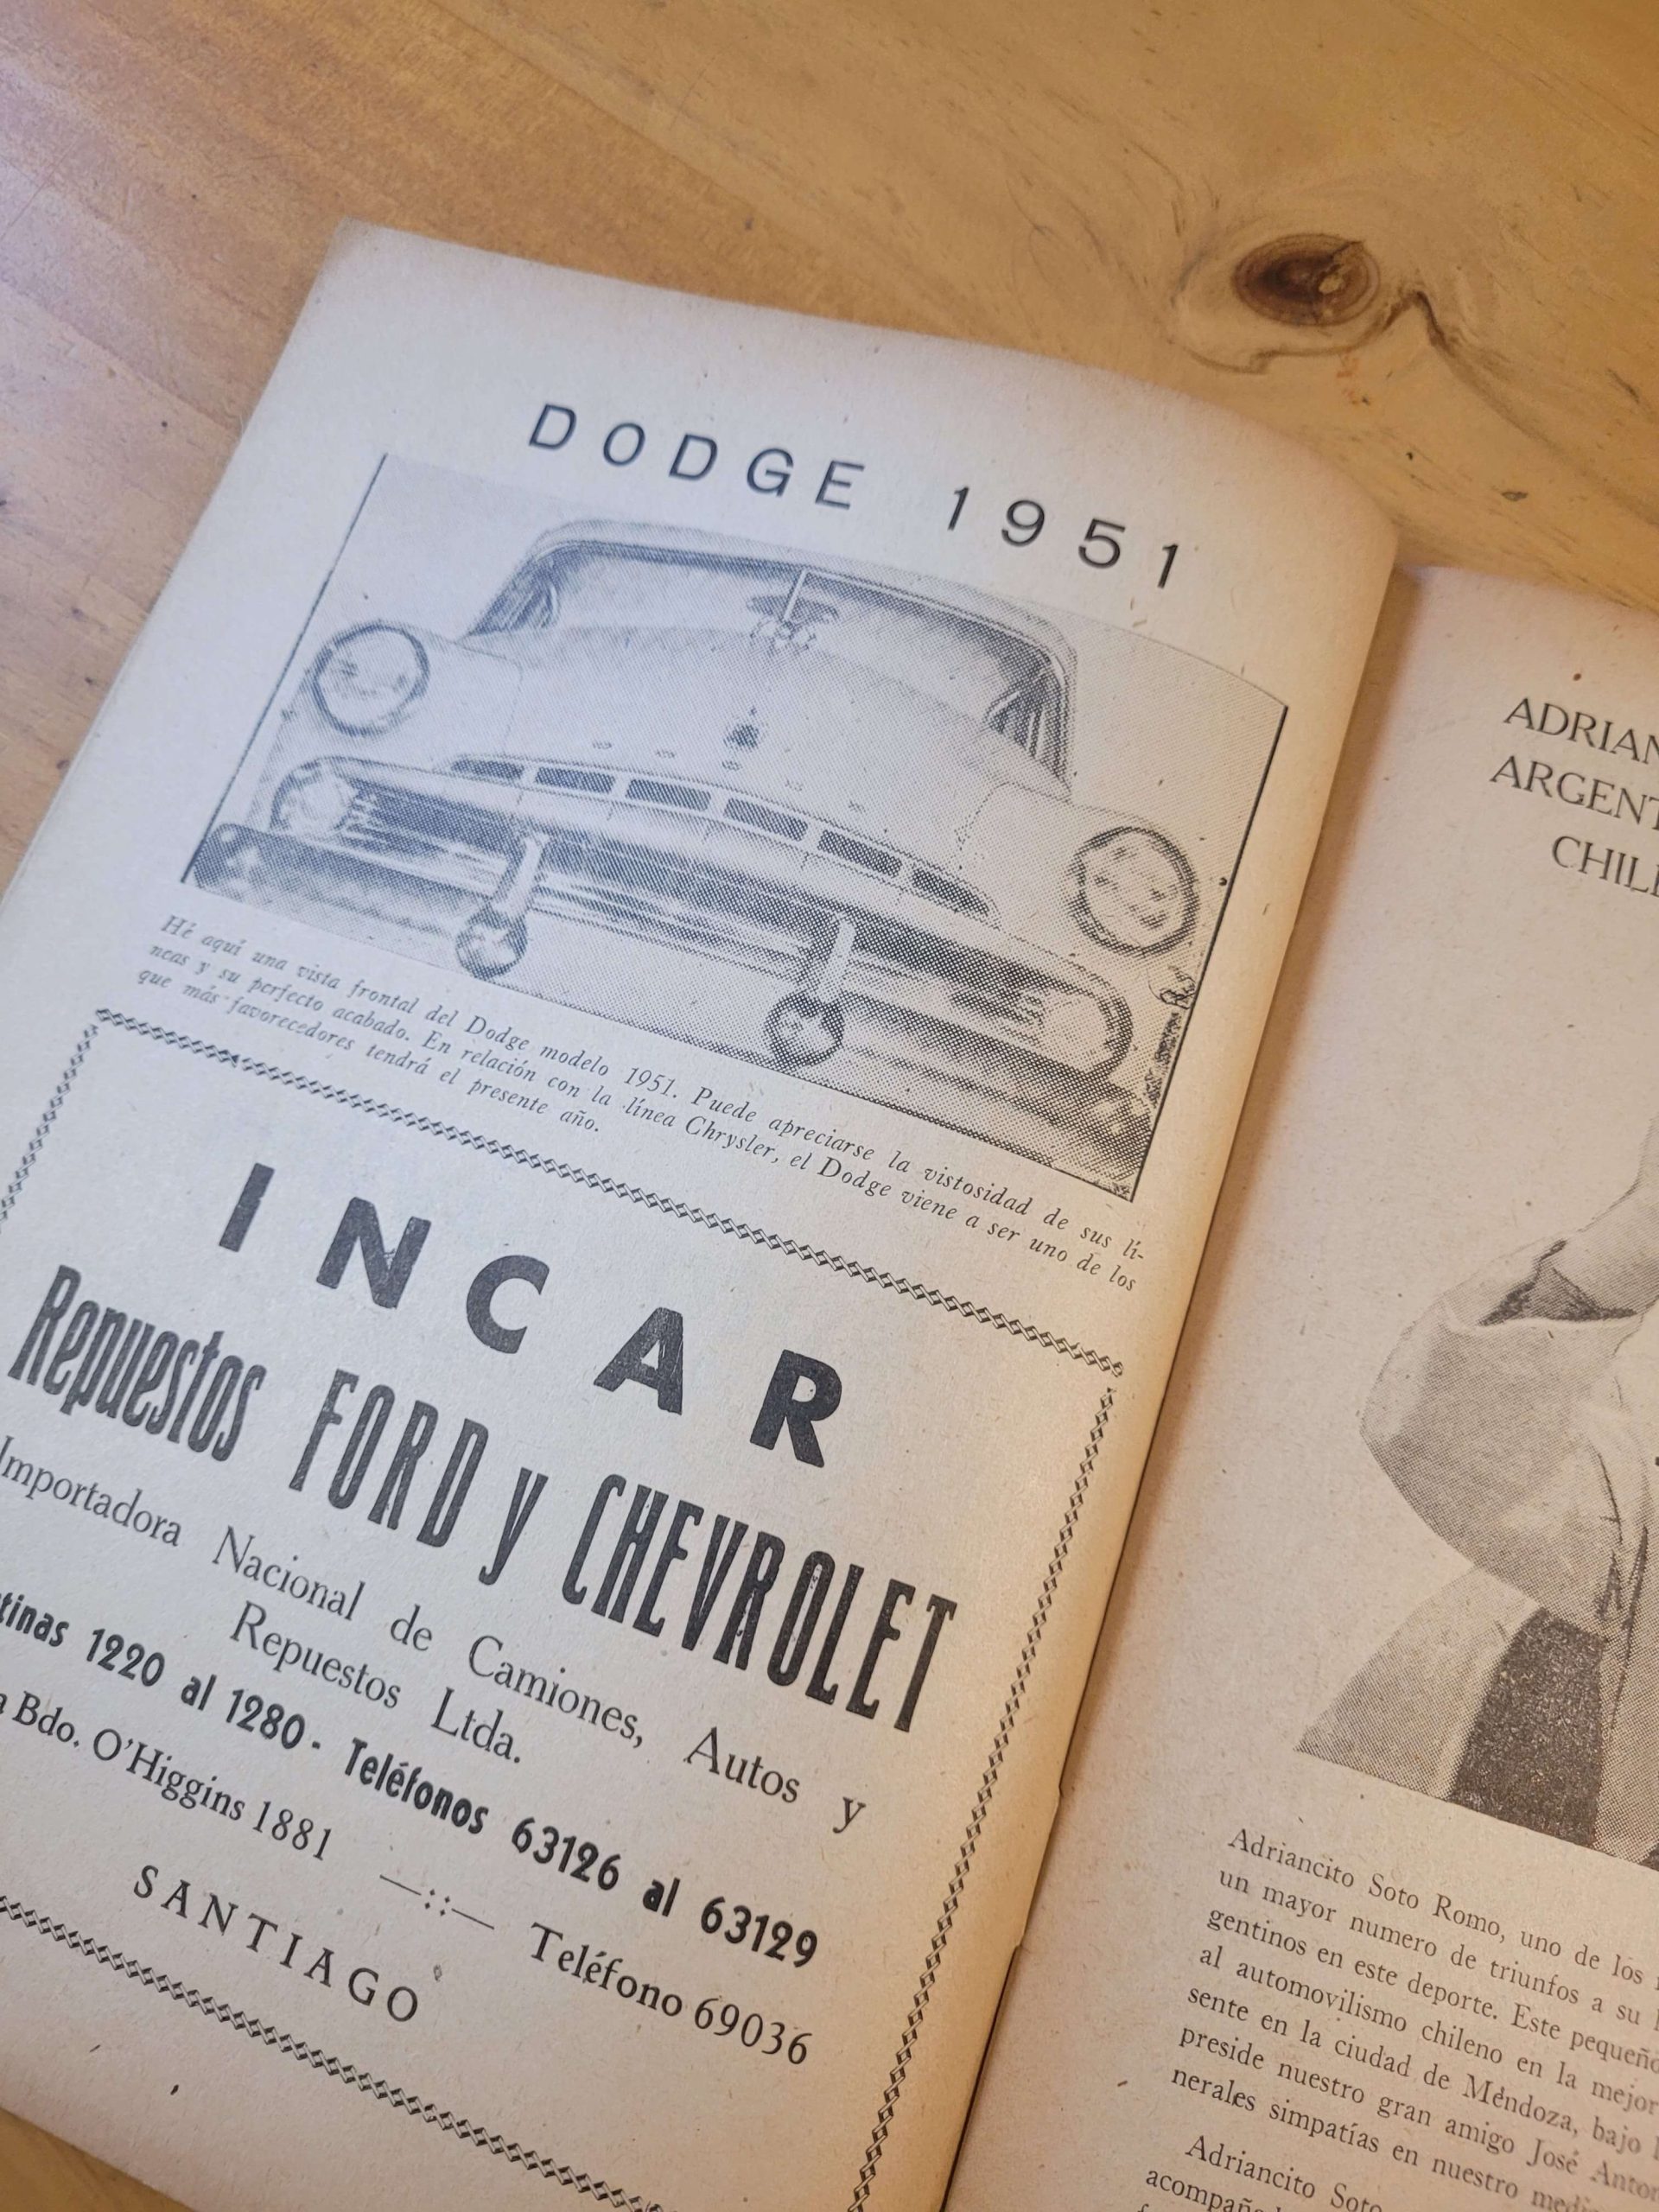 DODGE 1951
Hé aquí una vista frontal del Dodge modelo 1951. Puede apreciarse la vistosidad de sus lí-
neas y su perfecto acabado. En relación con la línea Chrysler, el Dodge viene a ser uno de los
que más favorecedores tendrá el presente año.
INCAR
Repuestos FORD y CHEVROLET
Importadora Nacional de Camiones, Autos y
Repuestos Ltda.
tinas 1220 al 1280 - Teléfonos 63126 al 63129
a Bdo. O'Higgins 1881 —::— Teléfono 69036
SANTIAGO
ADRIAN
ARGENT
CHIL
Adriancito Soto Romo, uno de los
un mayor numero de triunfos a su
gentinos en este deporte. Este pequeño
al automovilismo chileno en la mejor
sente en la ciudad de Mendoza, bajo
preside nuestro gran amigo José Anton
nerales simpatías en nuestro medi
Adriancito Soto
acompaña